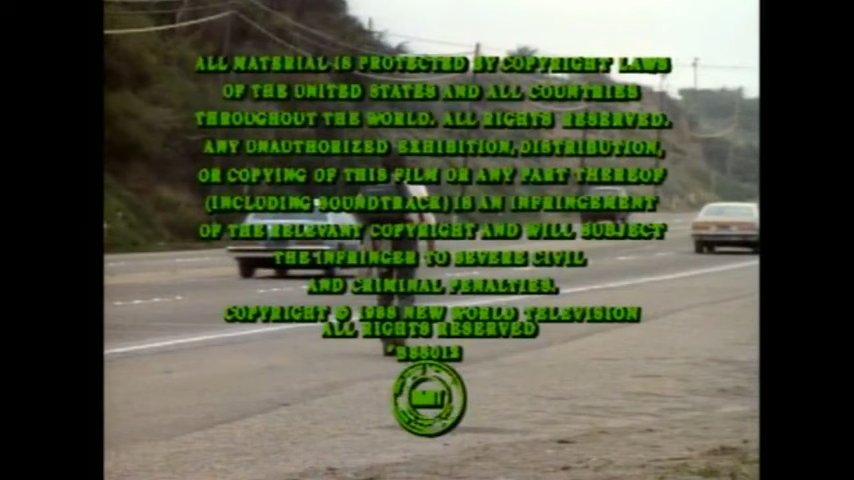 ALL MATERIAL IS PROTECTED BY COPYRIGHT LAWS
OF THE UNITED STATES AND ALL COUNTRIES
THROUGHOUT THE WORLD. ALL RIGHTS RESERVED.
ANY UNAUTHORIZED EXHIBITION, DISTRIBUTION,
OR COPYING OF THIS FILM OR ANY PART THEREOF
(INCLUDING SOUNDTRACK) IS AN INFRINGEMENT
OF THE RELEVANT COPYRIGHT AND WILL SUBJECT
THE INFRINGER TO SEVERE CIVIL
AND CRIMINAL PENALTIES.
COPYRIGHT © 1988 NEW WORLD TELEVISION
ALL RIGHTS RESERVED